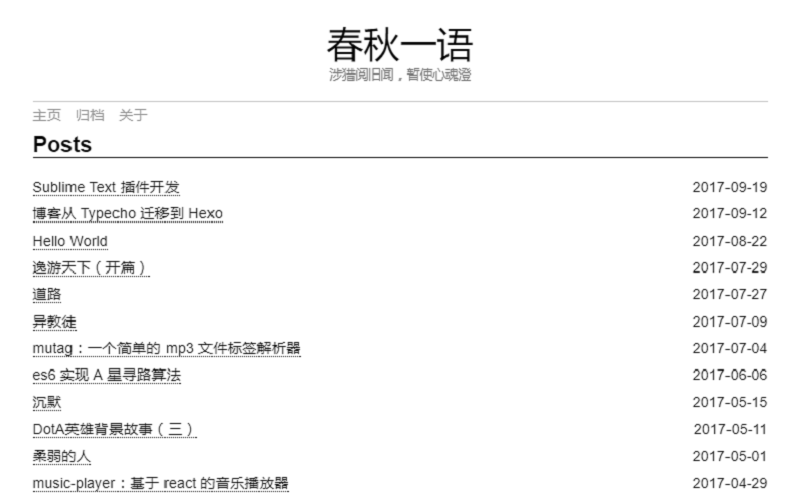 春秋一语
涉猎阅旧闻，暂使心魂澄
主页 归档 关于
Posts
Sublime Text 插件开发 2017-09-19
博客从 Typecho 迁移到 Hexo 2017-09-12
Hello World 2017-08-22
逸游天下（开篇） 2017-07-29
道路 2017-07-27
异教徒 2017-07-09
mutag：一个简单的 mp3 文件标签解析器 2017-07-04
es6 实现 A 星寻路算法 2017-06-06
沉默 2017-05-15
DotA英雄背景故事（三） 2017-05-11
柔弱的人 2017-05-01
music-player：基于 react 的音乐播放器 2017-04-29